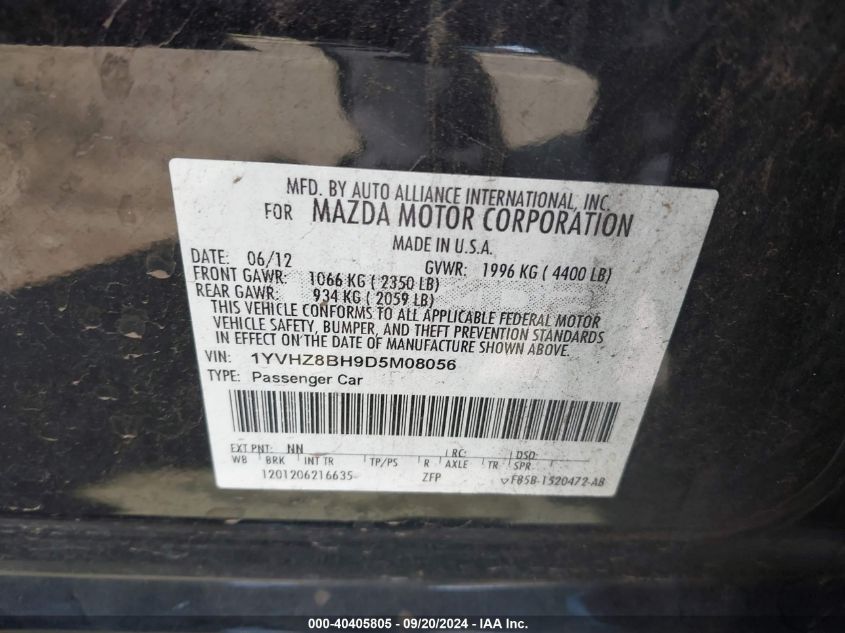 MFD. BY AUTO ALLIANCE INTERNATIONAL, INC.
FOR MAZDA MOTOR CORPORATION
MADE IN U.S.A.
DATE: 06/12 GVWR: 1996 KG ( 4400 LB)
FRONT GAWR: 1066 KG ( 2350 LB)
REAR GAWR: 934 KG ( 2059 LB)
THIS VEHICLE CONFORMS TO ALL APPLICABLE FEDERAL MOTOR
VEHICLE SAFETY, BUMPER, AND THEFT PREVENTION STANDARDS
IN EFFECT ON THE DATE OF MANUFACTURE SHOWN ABOVE.
VIN: 1YVHZ8BH9D5M08056
TYPE: Passenger Car
EXT PNT: NN RC: DSO:
WB BRK INT TR TP/PS R AXLE TR SPR
1201206216635 ZFP F85B-1520472-AB
000-40405805 - 09/20/2024 - IAA Inc.